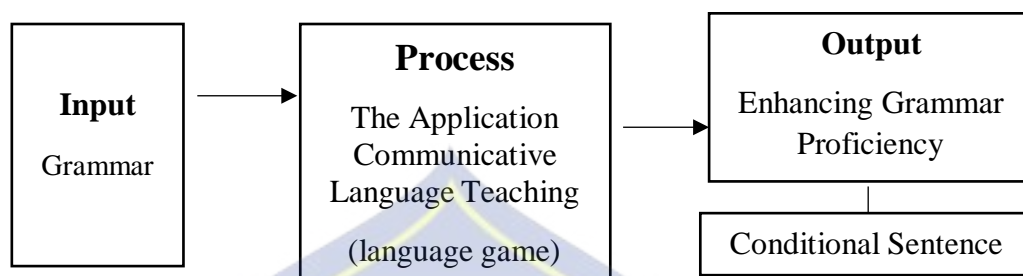 Input
Grammar
Process
The Application
Communicative
Language Teaching
(language game)
Output
Enhancing Grammar
Proficiency
Conditional Sentence